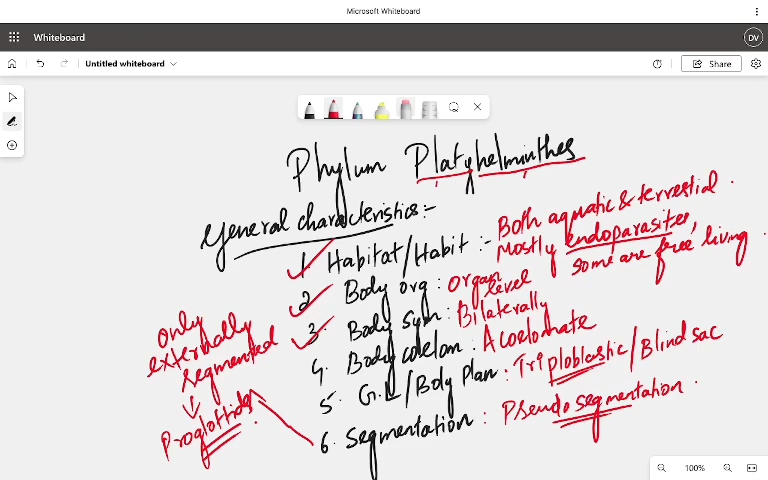 Microsoft Whiteboard
Whiteboard
DV
Untitled whiteboard
Share
Phylum Platyhelminthes
General characteristics :-
1. Habitat/Habit :- Both aquatic & terrestial.
mostly endoparasites,
some are free living.
2. Body org : Organ level
3. Body Sym : Bilaterally
4. Body coelom : Acoelomate
5. G.L/Body Plan : Triploblastic/Blind sac
6. Segmentation : Pseudo segmentation.
only
externally
segmented
Proglottids.
100%